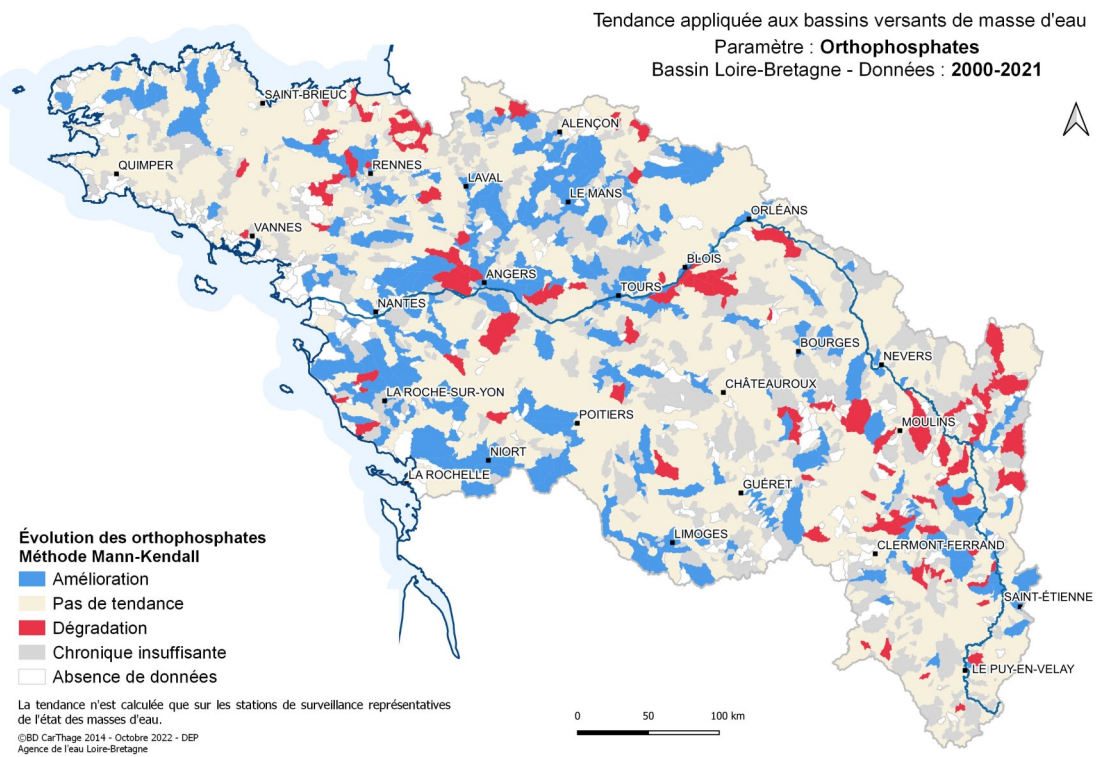 Tendance appliquée aux bassins versants de masse d'eau
Paramètre : Orthophosphates
Bassin Loire-Bretagne - Données : 2000-2021
SAINT-BRIEUC
ALENÇON
QUIMPER
RENNES
LAVAL
LE MANS
ORLÉANS
VANNES
BLOIS
ANGERS
TOURS
NANTES
BOURGES
NEVERS
CHÂTEAUROUX
LA ROCHE-SUR-YON
POITIERS
MOULINS
NIORT
LA ROCHELLE
GUÉRET
LIMOGES
CLERMONT-FERRAND
SAINT-ÉTIENNE
LE PUY-EN-VELAY
Évolution des orthophosphates
Méthode Mann-Kendall
Amélioration
Pas de tendance
Dégradation
Chronique insuffisante
Absence de données
La tendance n'est calculée que sur les stations de surveillance représentatives
de l'état des masses d'eau.
©BD CarThage 2014 - Octobre 2022 - DEP
Agence de l'eau Loire-Bretagne
0 50 100 km